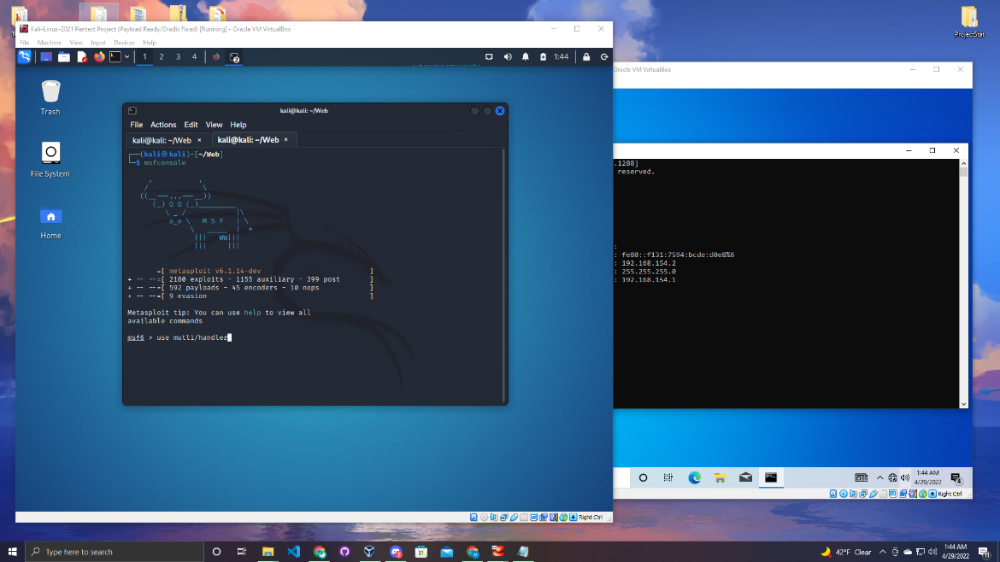 Kali-Linux-2021 Pentest Project (Payload Ready/Dradis Fixed) [Running] - Oracle VM VirtualBox
File Machine View Input Devices Help
1 2 3 4
2
1:44
Trash
File System
Home
kali@kali: ~/Web
File Actions Edit View Help
kali@kali: ~/Web × kali@kali: ~/Web ×
┌──(kali㉿kali)-[~/Web]
└─$ msfconsole
M S F
=[ metasploit v6.1.14-dev ]
+ -- --=[ 2180 exploits - 1155 auxiliary - 399 post ]
+ -- --=[ 592 payloads - 45 encoders - 10 nops ]
+ -- --=[ 9 evasion ]
Metasploit tip: You can use help to view all
available commands
msf6 > use mutli/handler
Right Ctrl
ProjectStat
Oracle VM VirtualBox
.1288]
reserved.
:
: fe80::f131:7594:bcde:d0e8%6
: 192.168.154.2
: 255.255.255.0
: 192.168.154.1
1:44 AM
4/29/2022
4
Right Ctrl
Type here to search
7
42°F Clear
1:44 AM
4/29/2022
11